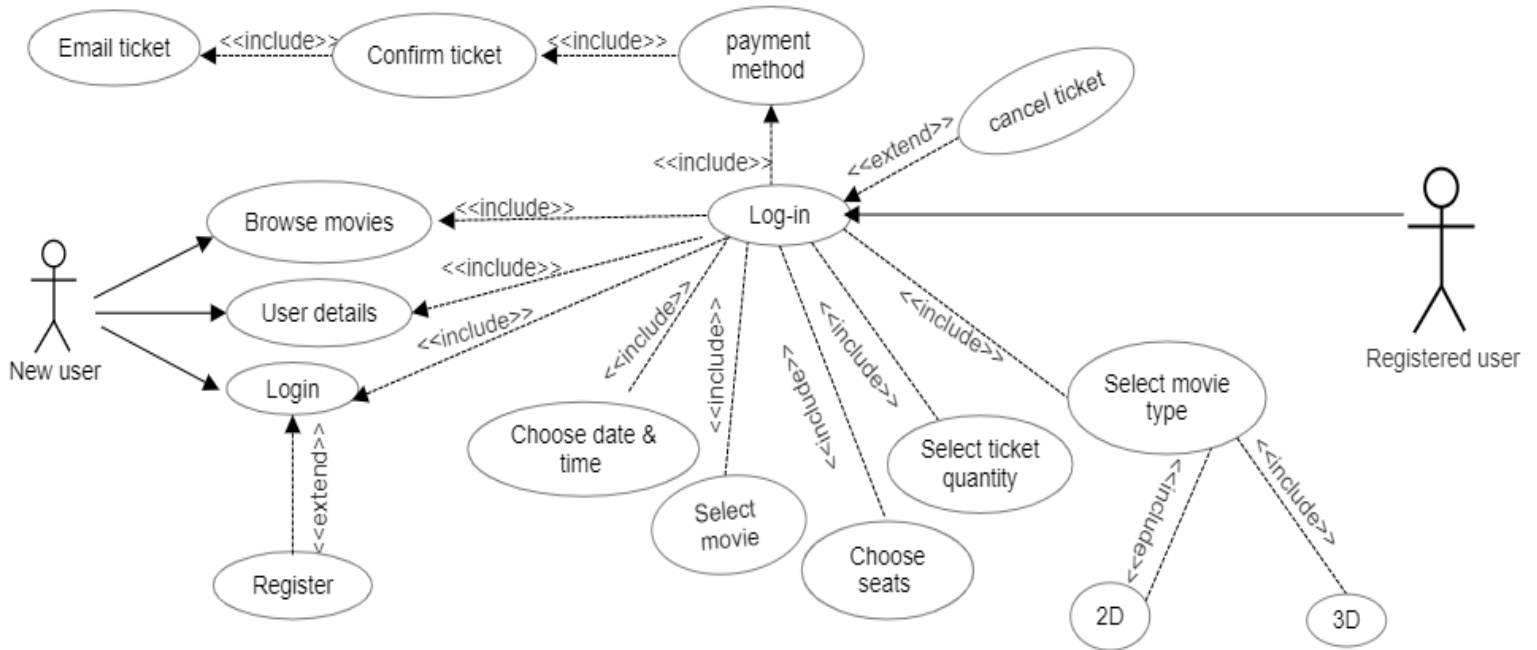 Email ticket
<<include>>
Confirm ticket
<<include>>
payment
method
cancel ticket
<<extend>>
<<include>>
Browse movies
<<include>>
Log-in
<<include>>
User details
<<include>>
New user
Login
<<extend>>
Register
<<include>>
<<include>>
<<include>>
<<include>>
<<include>>
Choose date &
time
Select
movie
Choose
seats
Select ticket
quantity
Select movie
type
Registered user
<<include>>
<<include>>
2D
3D